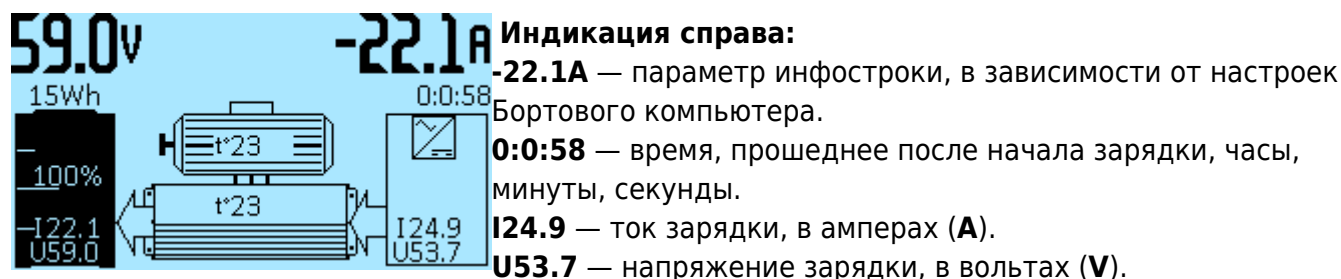 59.0V -22.1A
15Wh 0:0:58
t°23
100%
t°23
I22.1 I24.9
U59.0 U53.7
Индикация справа:
-22.1A — параметр инфостроки, в зависимости от настроек
Бортового компьютера.
0:0:58 — время, прошеднее после начала зарядки, часы,
минуты, секунды.
I24.9 — ток зарядки, в амперах (A).
U53.7 — напряжение зарядки, в вольтах (V).